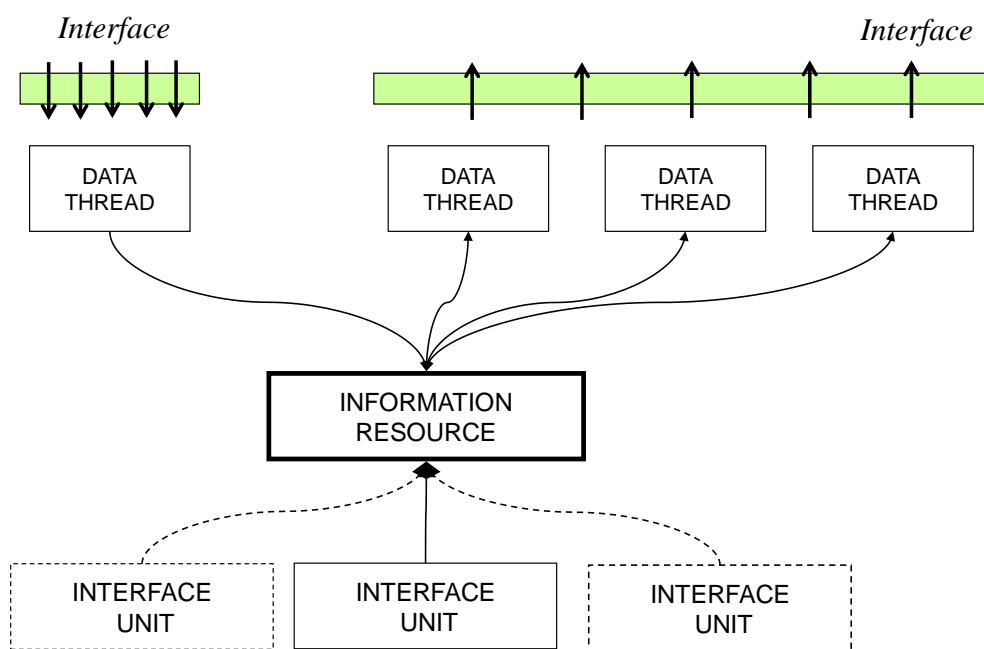 Interface
Interface
DATA
THREAD
DATA
THREAD
DATA
THREAD
DATA
THREAD
INFORMATION
RESOURCE
INTERFACE
UNIT
INTERFACE
UNIT
INTERFACE
UNIT